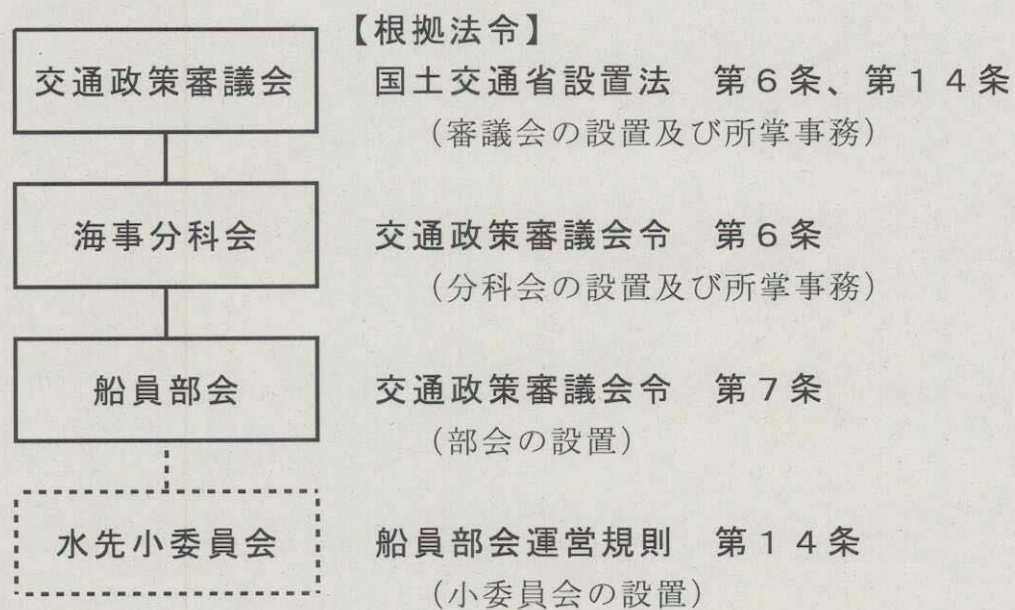 【根拠法令】
交通政策審議会　国土交通省設置法　第６条、第１４条
（審議会の設置及び所掌事務）
海事分科会　交通政策審議会令　第６条
（分科会の設置及び所掌事務）
船員部会　交通政策審議会令　第７条
（部会の設置）
水先小委員会　船員部会運営規則　第１４条
（小委員会の設置）